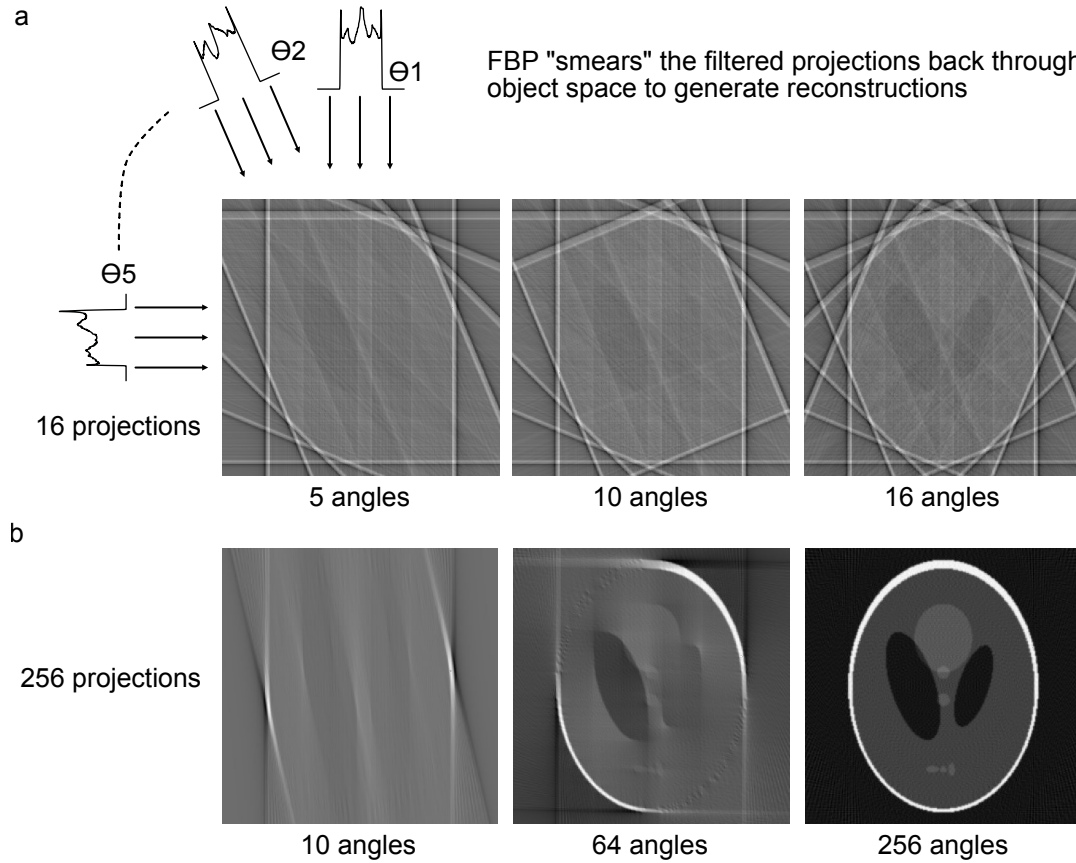 a
Θ2
Θ1
FBP "smears" the filtered projections back through
object space to generate reconstructions
Θ5
16 projections
5 angles
10 angles
16 angles
b
256 projections
10 angles
64 angles
256 angles